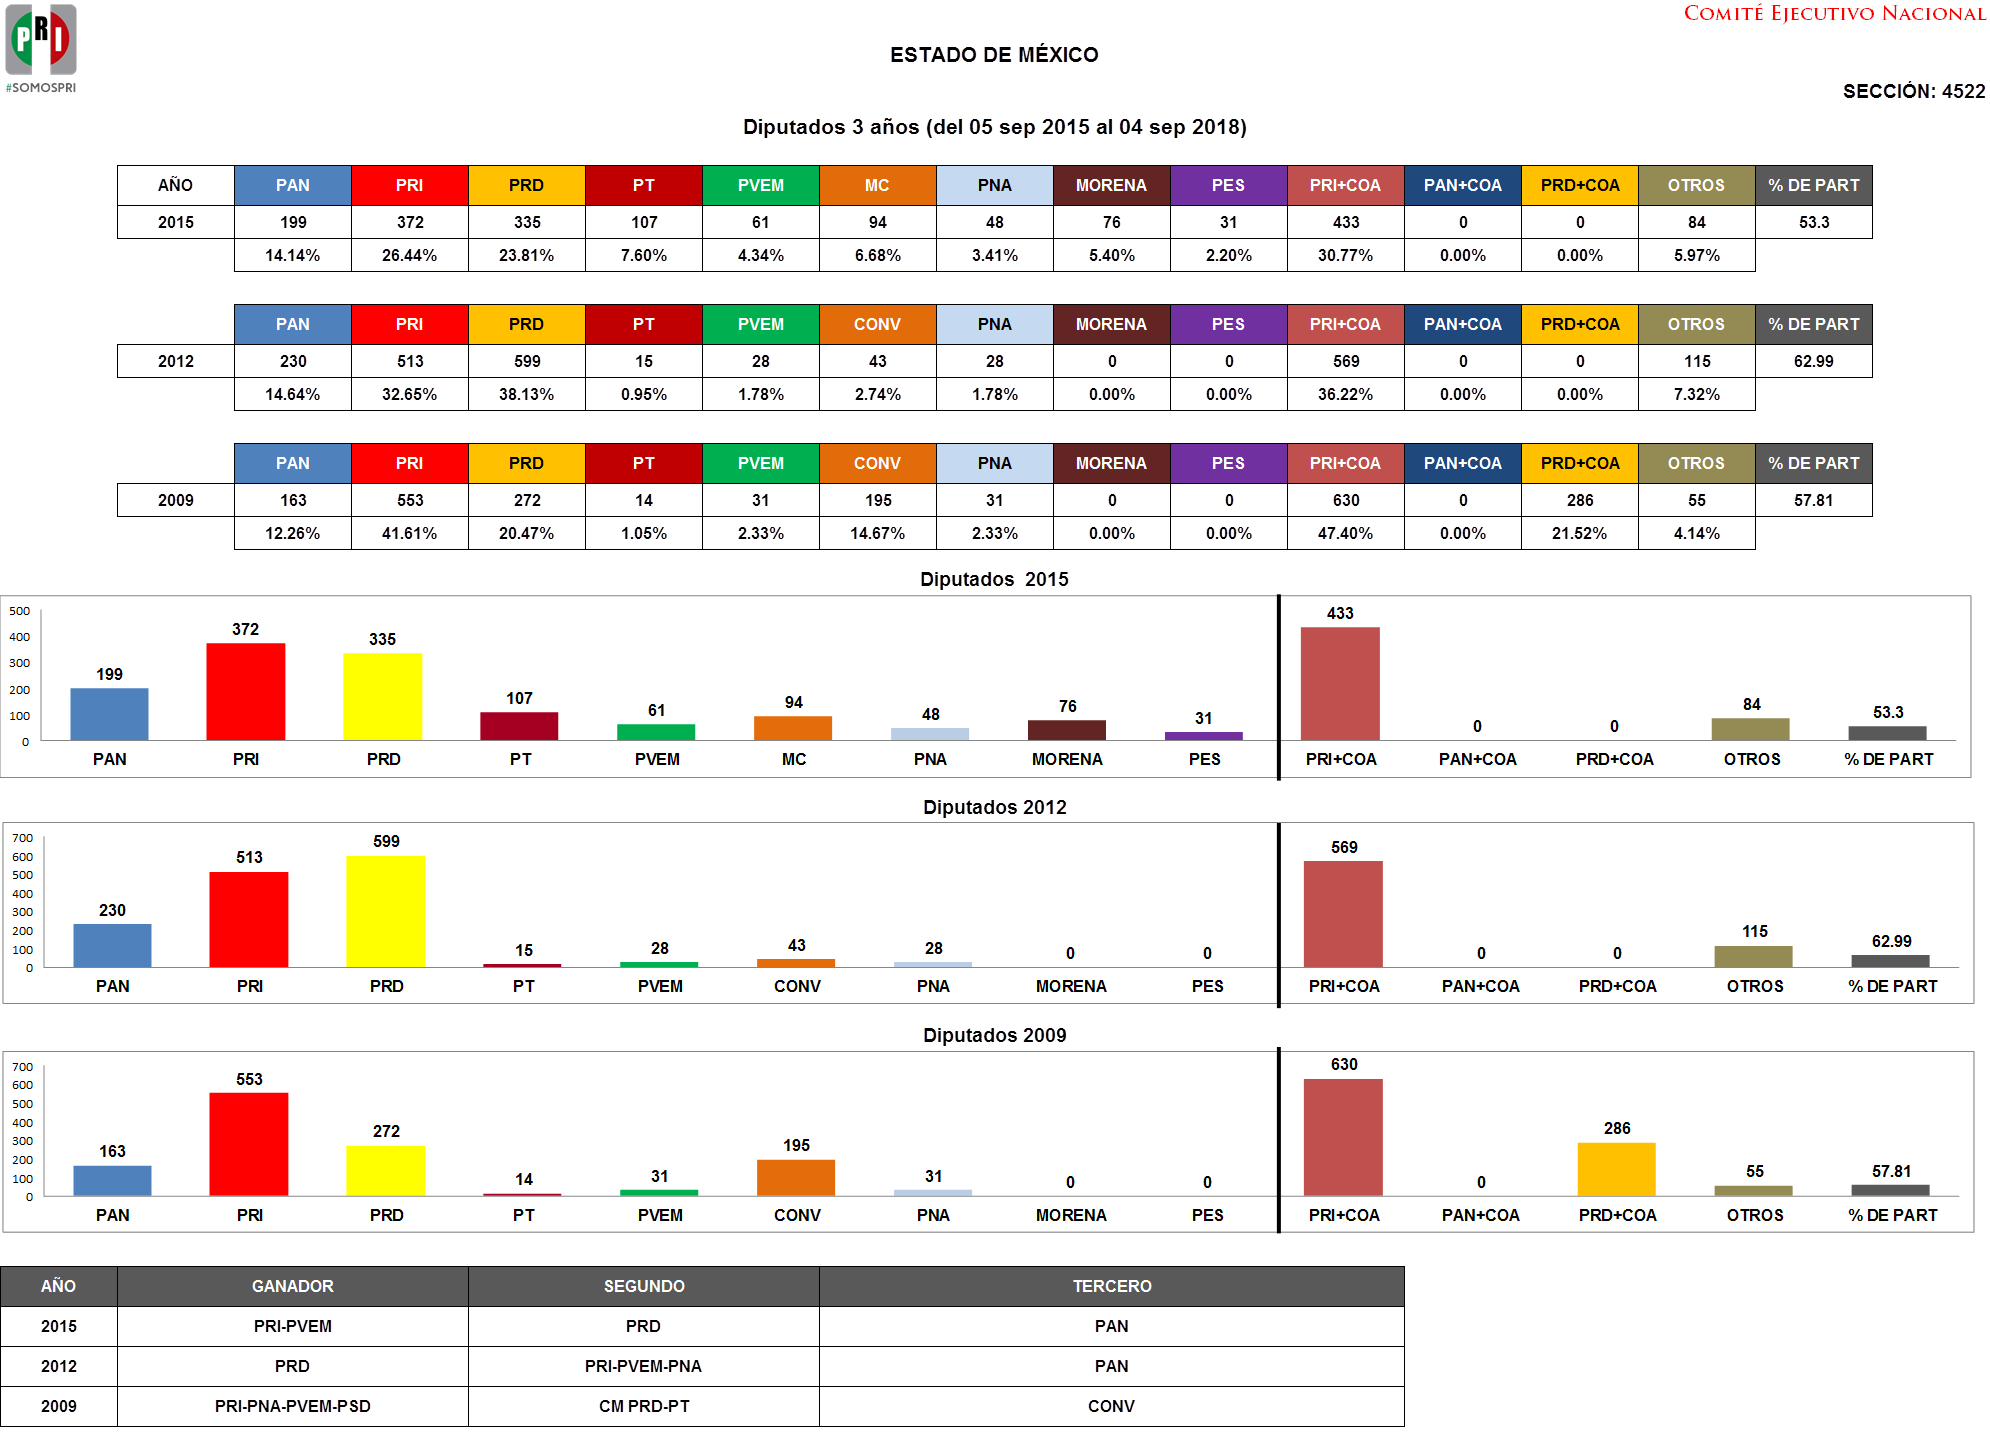 PRI
#SOMOSPRI
COMITÉ EJECUTIVO NACIONAL
ESTADO DE MÉXICO
SECCIÓN: 4522
Diputados 3 años (del 05 sep 2015 al 04 sep 2018)
AÑO PAN PRI PRD PT PVEM MC PNA MORENA PES PRI+COA PAN+COA PRD+COA OTROS % DE PART
2015 199 372 335 107 61 94 48 76 31 433 0 0 84 53.3
14.14% 26.44% 23.81% 7.60% 4.34% 6.68% 3.41% 5.40% 2.20% 30.77% 0.00% 0.00% 5.97%
PAN PRI PRD PT PVEM CONV PNA MORENA PES PRI+COA PAN+COA PRD+COA OTROS % DE PART
2012 230 513 599 15 28 43 28 0 0 569 0 0 115 62.99
14.64% 32.65% 38.13% 0.95% 1.78% 2.74% 1.78% 0.00% 0.00% 36.22% 0.00% 0.00% 7.32%
PAN PRI PRD PT PVEM CONV PNA MORENA PES PRI+COA PAN+COA PRD+COA OTROS % DE PART
2009 163 553 272 14 31 195 31 0 0 630 0 286 55 57.81
12.26% 41.61% 20.47% 1.05% 2.33% 14.67% 2.33% 0.00% 0.00% 47.40% 0.00% 21.52% 4.14%
Diputados 2015
500
400
300
200
100
0
199 372 335 107 61 94 48 76 31 433 0 0 84 53.3
PAN PRI PRD PT PVEM MC PNA MORENA PES PRI+COA PAN+COA PRD+COA OTROS % DE PART
Diputados 2012
700
600
500
400
300
200
100
0
230 513 599 15 28 43 28 0 0 569 0 0 115 62.99
PAN PRI PRD PT PVEM CONV PNA MORENA PES PRI+COA PAN+COA PRD+COA OTROS % DE PART
Diputados 2009
700
600
500
400
300
200
100
0
163 553 272 14 31 195 31 0 0 630 0 286 55 57.81
PAN PRI PRD PT PVEM CONV PNA MORENA PES PRI+COA PAN+COA PRD+COA OTROS % DE PART
AÑO GANADOR SEGUNDO TERCERO
2015 PRI-PVEM PRD PAN
2012 PRD PRI-PVEM-PNA PAN
2009 PRI-PNA-PVEM-PSD CM PRD-PT CONV